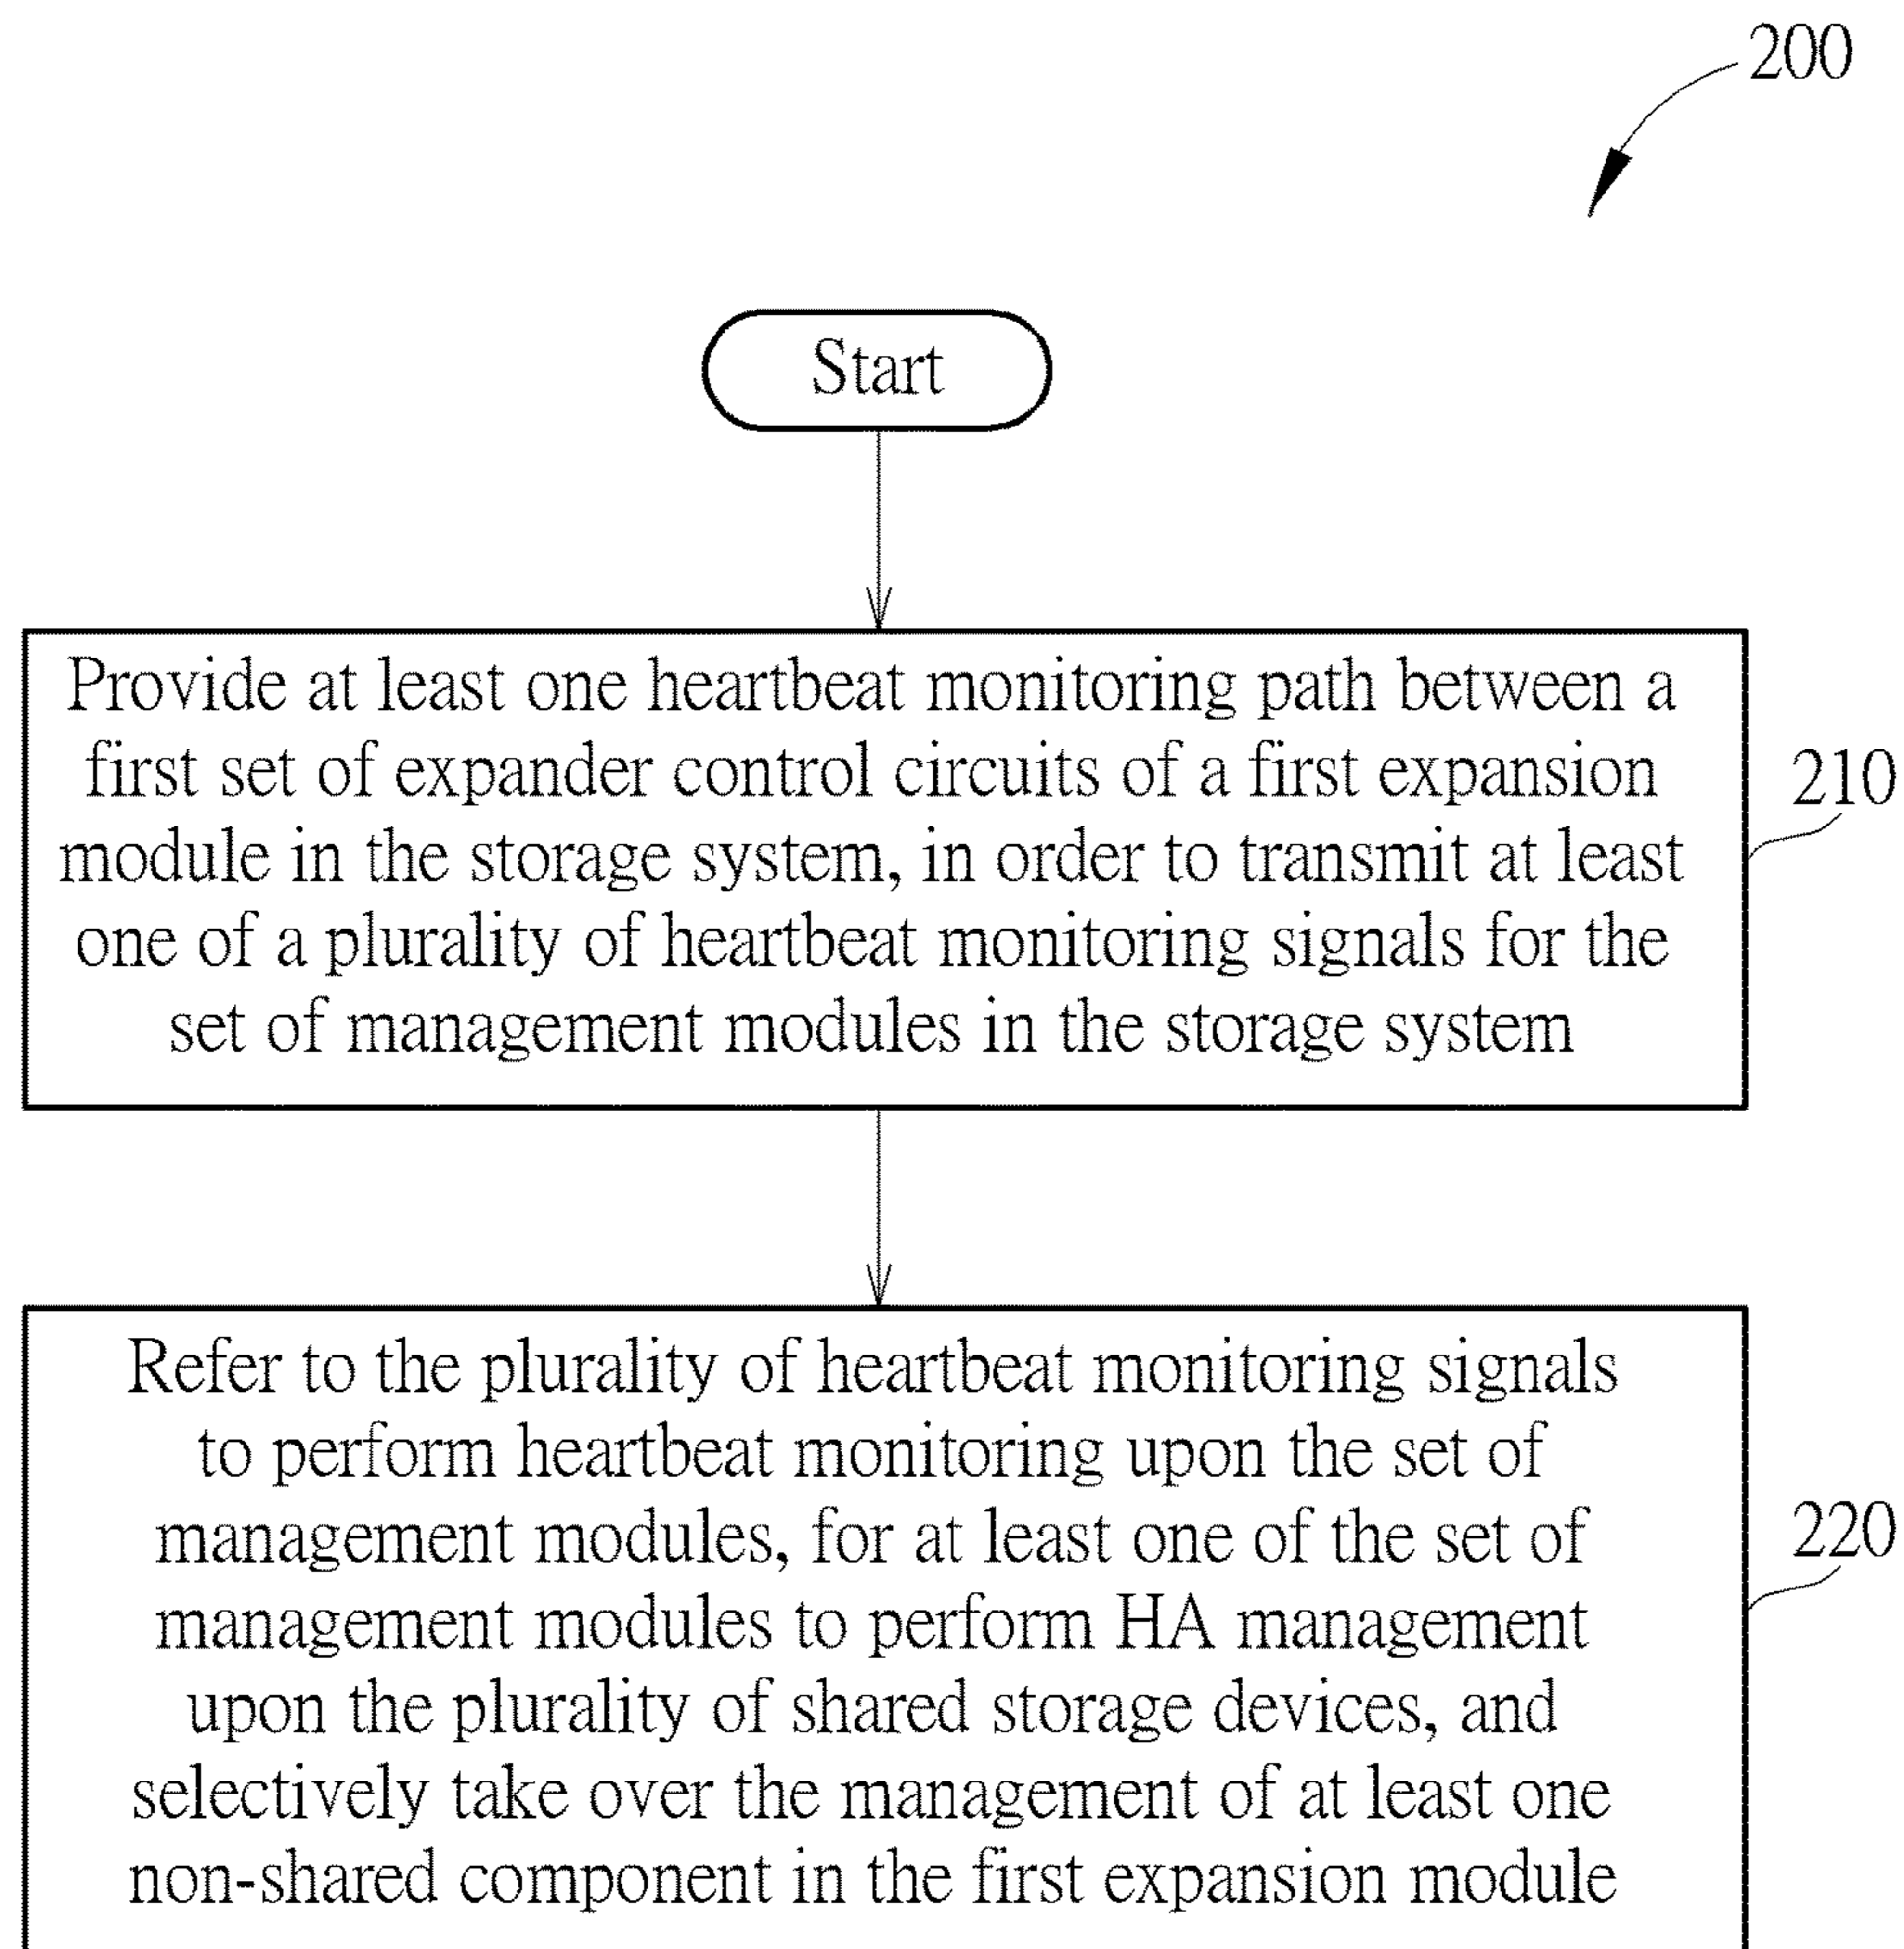 200
Start
Provide at least one heartbeat monitoring path between a
first set of expander control circuits of a first expansion
module in the storage system, in order to transmit at least
one of a plurality of heartbeat monitoring signals for the
set of management modules in the storage system
210
Refer to the plurality of heartbeat monitoring signals
to perform heartbeat monitoring upon the set of
management modules, for at least one of the set of
management modules to perform HA management
upon the plurality of shared storage devices, and
selectively take over the management of at least one
non-shared component in the first expansion module
220